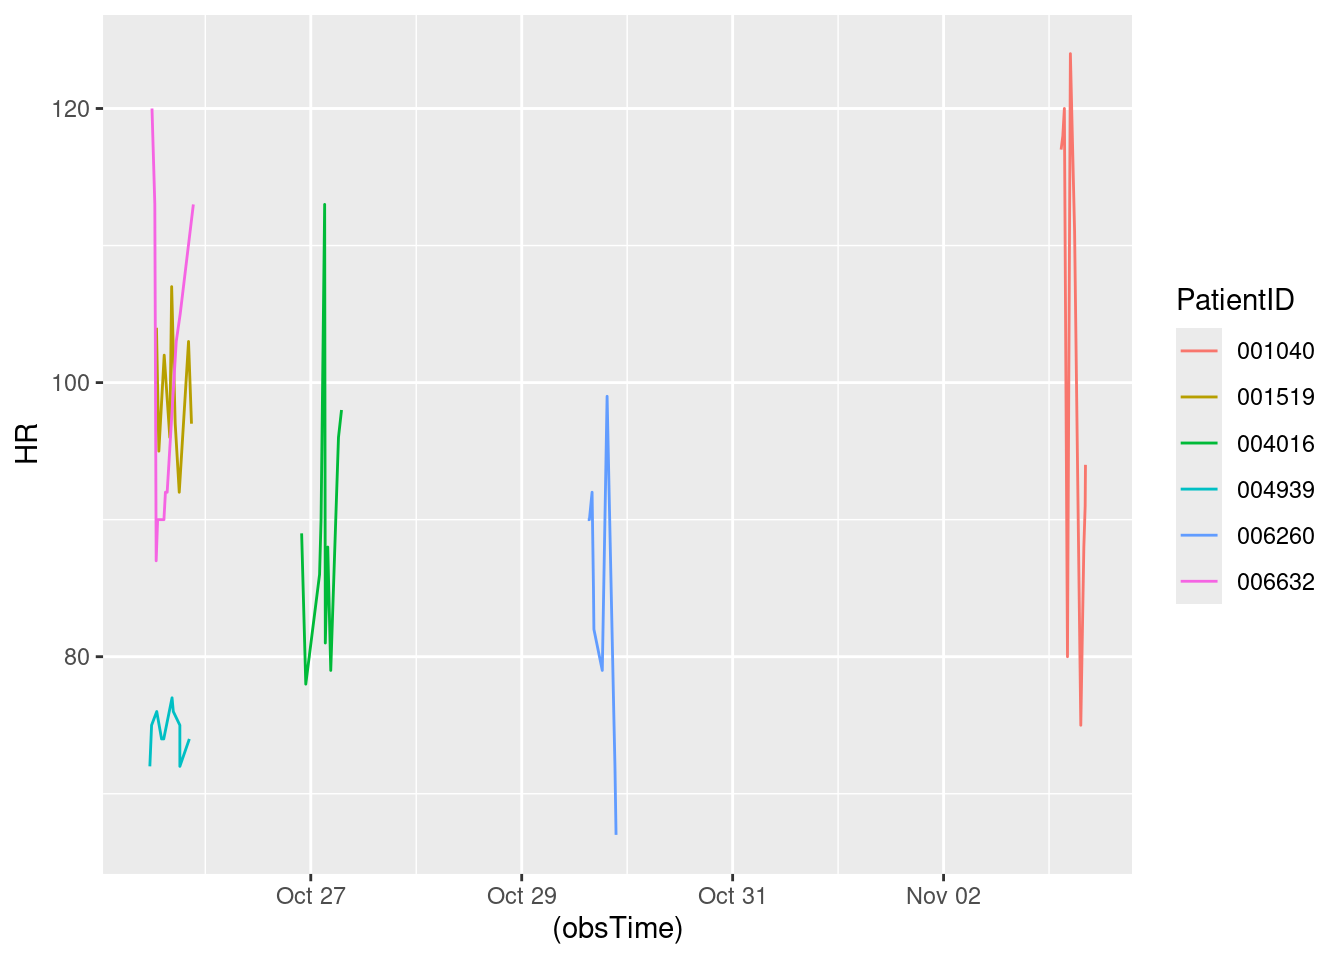 120
100
80
HR
Oct 27
Oct 29
Oct 31
Nov 02
(obsTime)
PatientID
001040
001519
004016
004939
006260
006632